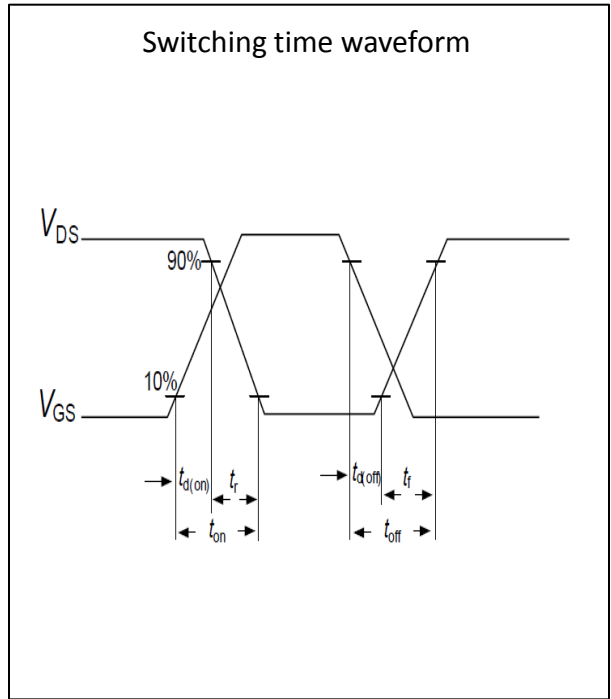 Switching time waveform
VDS
90%
10%
VGS
td(on) tr td(off) tf
ton toff